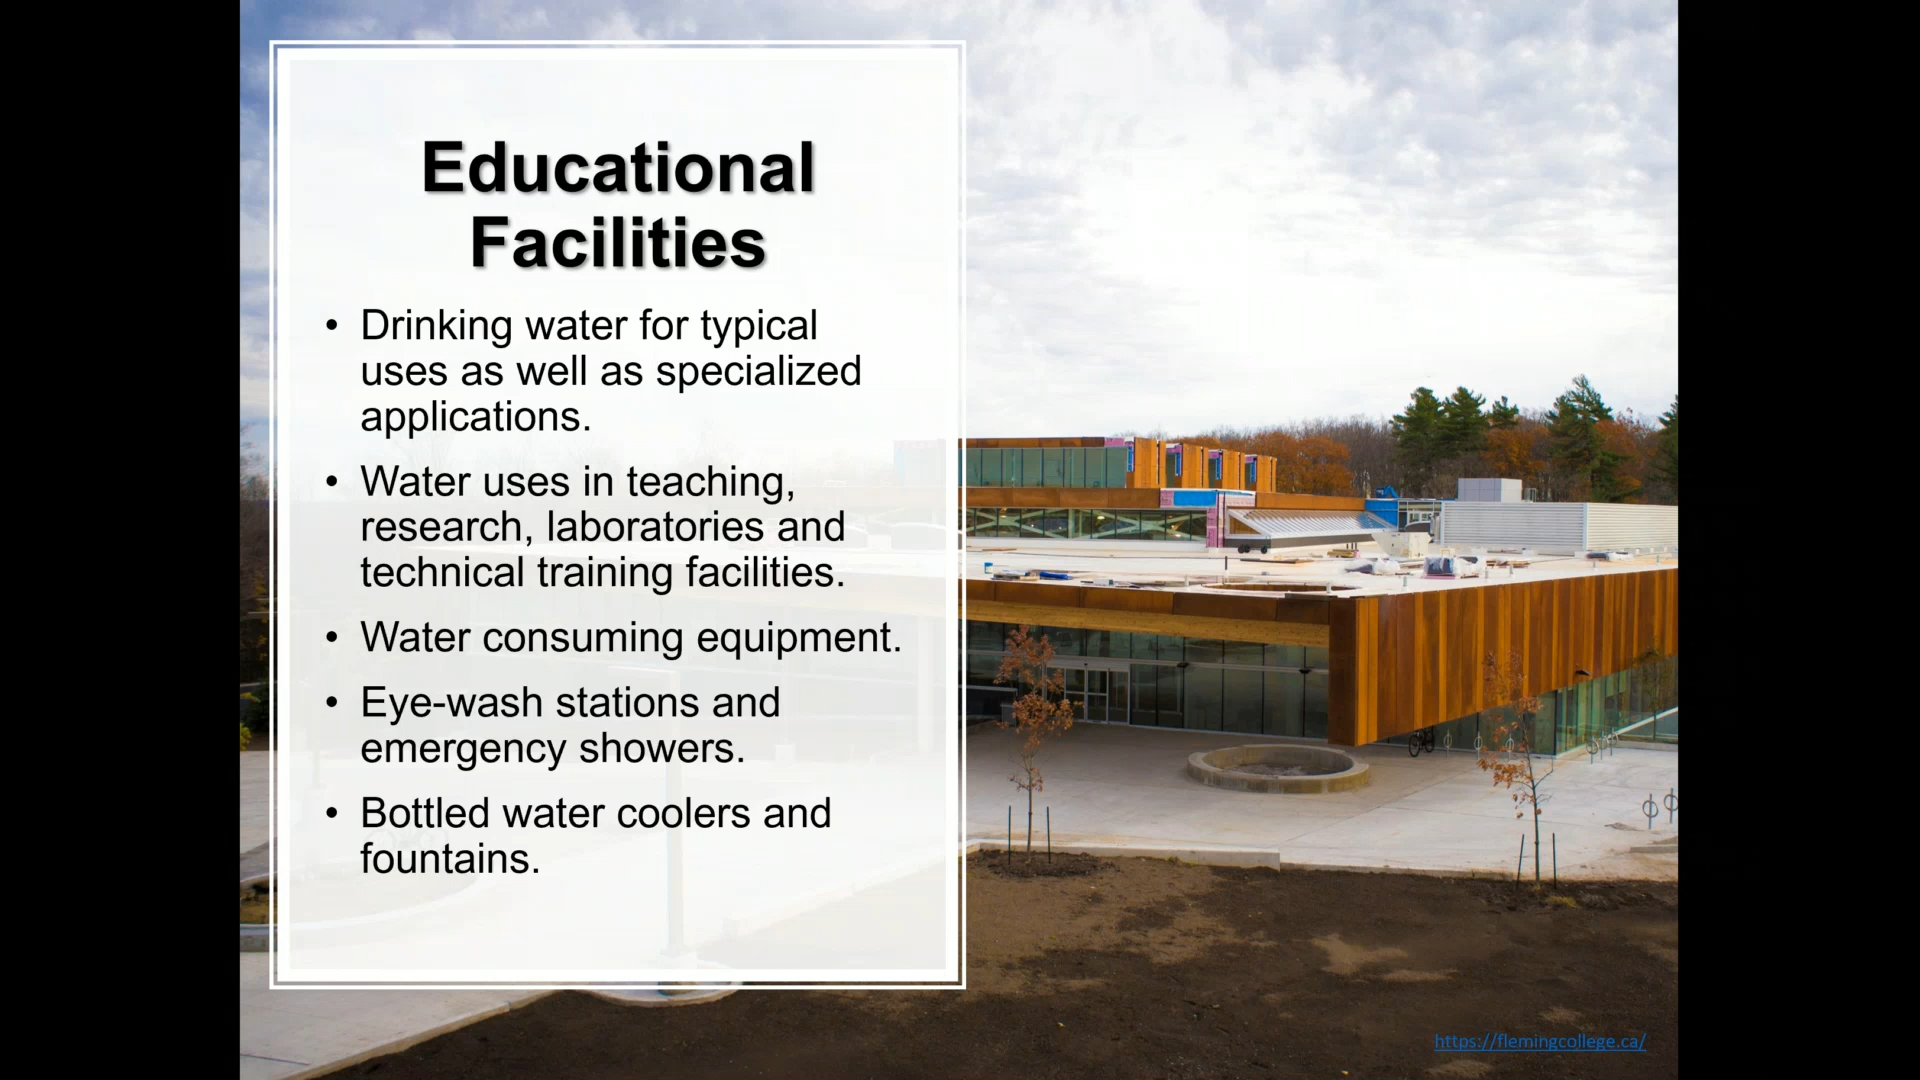 Educational
Facilities
• Drinking water for typical
uses as well as specialized
applications.
• Water uses in teaching,
research, laboratories and
technical training facilities.
• Water consuming equipment.
• Eye-wash stations and
emergency showers.
• Bottled water coolers and
fountains.
https://flemingcollege.ca/